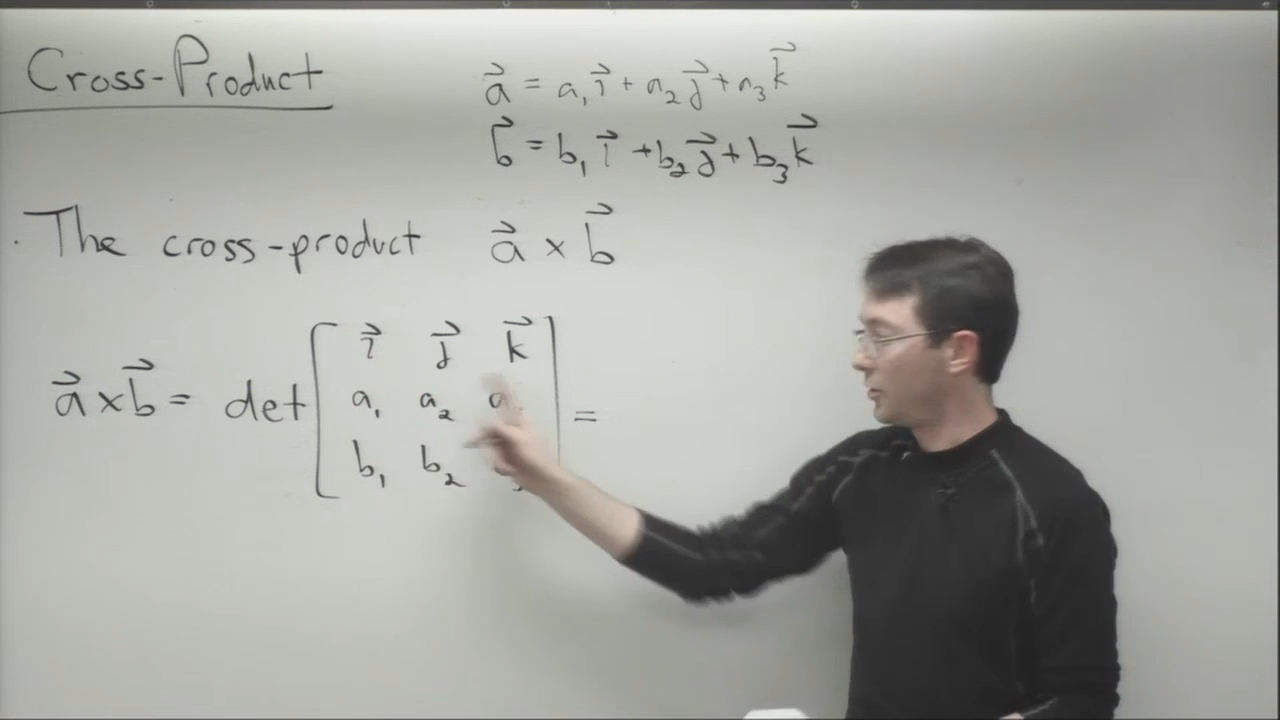 Cross-Product
a⃗ = a₁i⃗ + a₂j⃗ + a₃k⃗
b⃗ = b₁i⃗ + b₂j⃗ + b₃k⃗
· The cross-product a⃗ × b⃗
i⃗ j⃗ k⃗
a⃗ × b⃗ = det [ a₁ a₂ a ] =
b₁ b₂